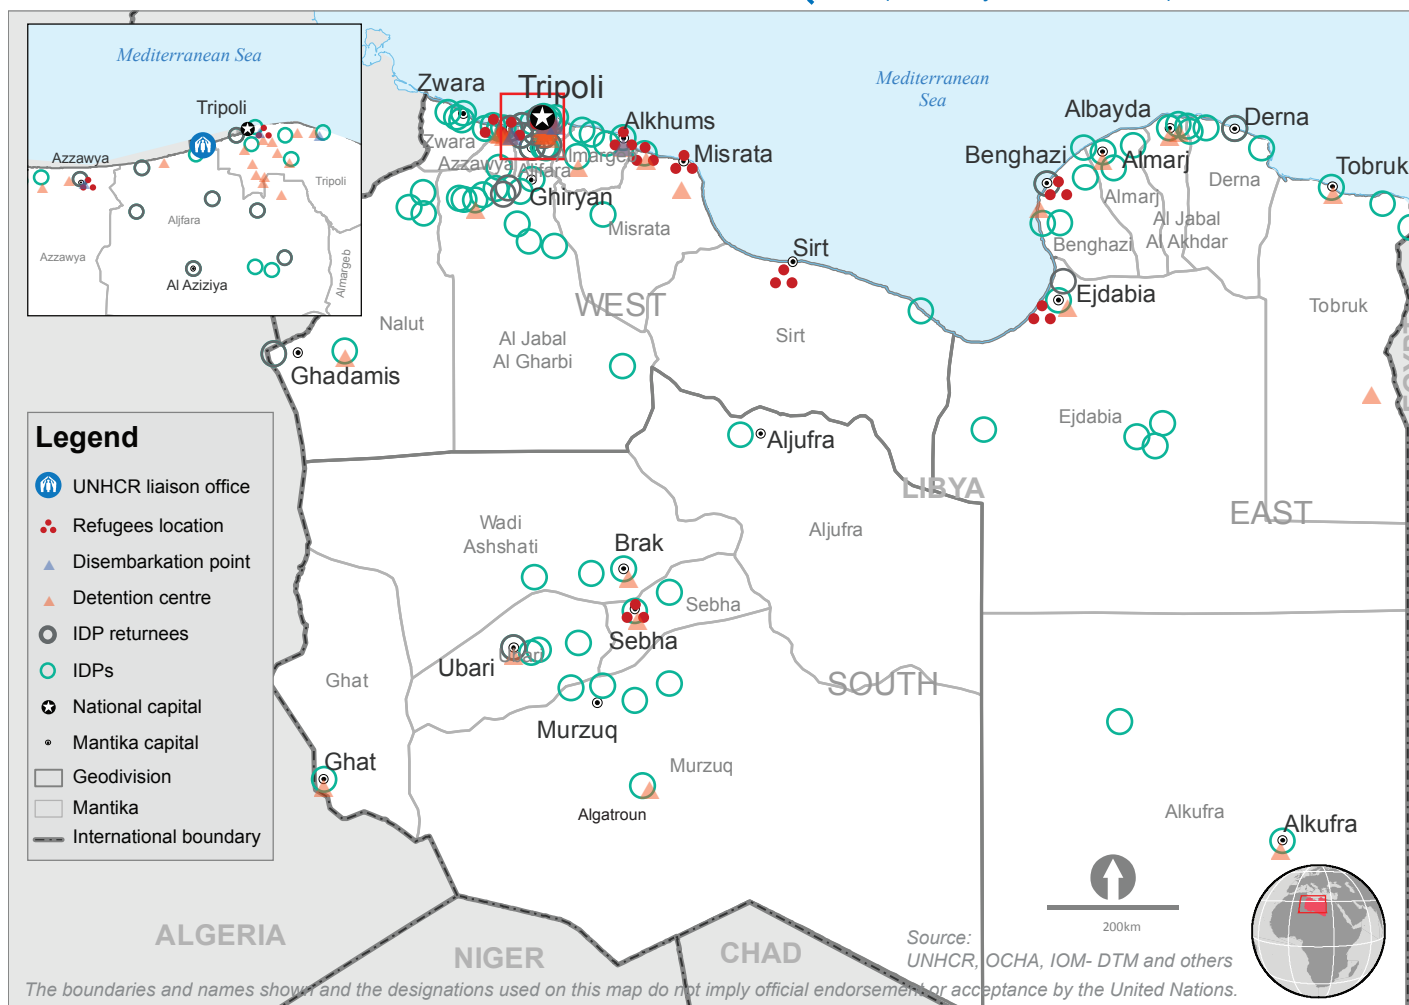 Mediterranean Sea
Tripoli
Azzawya
Tripoli
Aljfara
Azzawya
Al Aziziya
Almargeb
Zwara
Tripoli
Mediterranean
Sea
Albayda
Derna
Alkhums
Zwara
Azzawya
Aljfara
Almargeb
Misrata
Benghazi
Almarj
Tobruk
Ghiryan
Misrata
Almarj
Derna
Al Jabal
Al Akhdar
Benghazi
Sirt
Ejdabia
WEST
Tobruk
Nalut
Al Jabal
Al Gharbi
Sirt
EGYPT
Ghadamis
Ejdabia
Aljufra
LIBYA
EAST
Wadi
Ashshati
Aljufra
Brak
Sebha
Sebha
Ubari
Ubari
Ghat
SOUTH
Murzuq
Ghat
Murzuq
Algatroun
Alkufra
Alkufra
Legend
UNHCR liaison office
Refugees location
Disembarkation point
Detention centre
IDP returnees
IDPs
National capital
Mantika capital
Geodivision
Mantika
International boundary
200km
ALGERIA
NIGER
CHAD
Source:
UNHCR, OCHA, IOM- DTM and others
The boundaries and names shown and the designations used on this map do not imply official endorsement or acceptance by the United Nations.